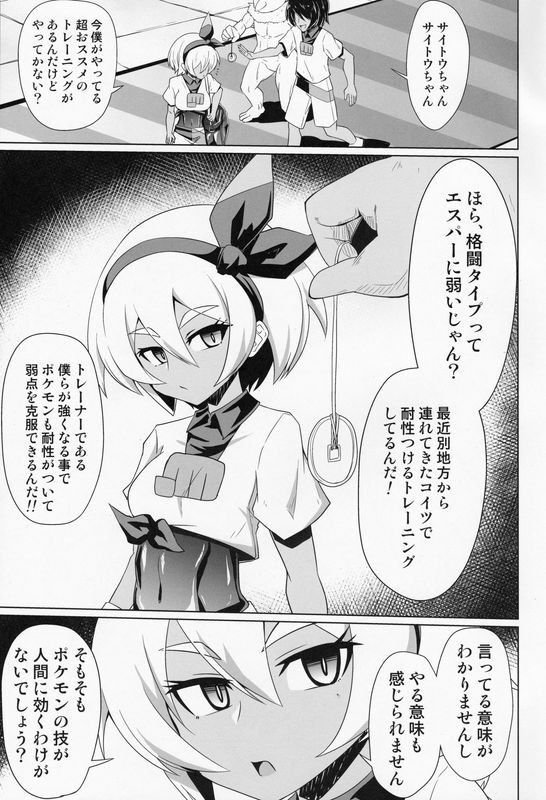 サイトウちゃん
サイトウちゃん
今僕がやってる
超おススメの
トレーニングが
あるんだけど
やってかない？
ほら、格闘タイプって
エスパーに弱いじゃん？
最近別地方から
連れてきたコイツで
耐性つけるトレーニング
してるんだ！
トレーナーである
僕らが強くなる事で
ポケモンも耐性がついて
弱点を克服できるんだ!!
言ってる意味が
わかりませんし
やる意味も
感じられません
そもそも
ポケモンの技が
人間に効くわけが
ないでしょう？